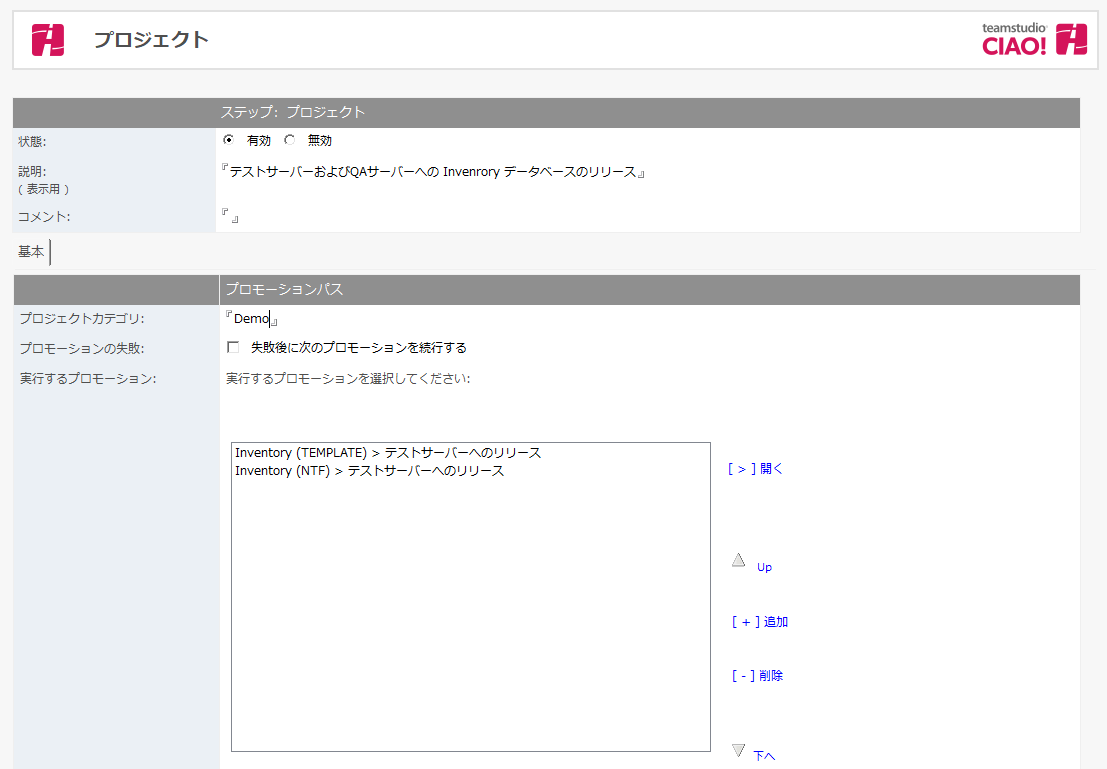 プロジェクト
teamstudio
CIAO!
ステップ: プロジェクト
状態:
有効 無効
説明:
( 表示用 )
『テストサーバーおよびQAサーバーへの Invenrory データベースのリリース』
コメント:
『 』
基本
プロモーションパス
プロジェクトカテゴリ:
『Demo』
プロモーションの失敗:
失敗後に次のプロモーションを続行する
実行するプロモーション:
実行するプロモーションを選択してください:
Inventory (TEMPLATE) > テストサーバーへのリリース
Inventory (NTF) > テストサーバーへのリリース
[ > ] 開く
Up
[ + ] 追加
[ - ] 削除
下へ